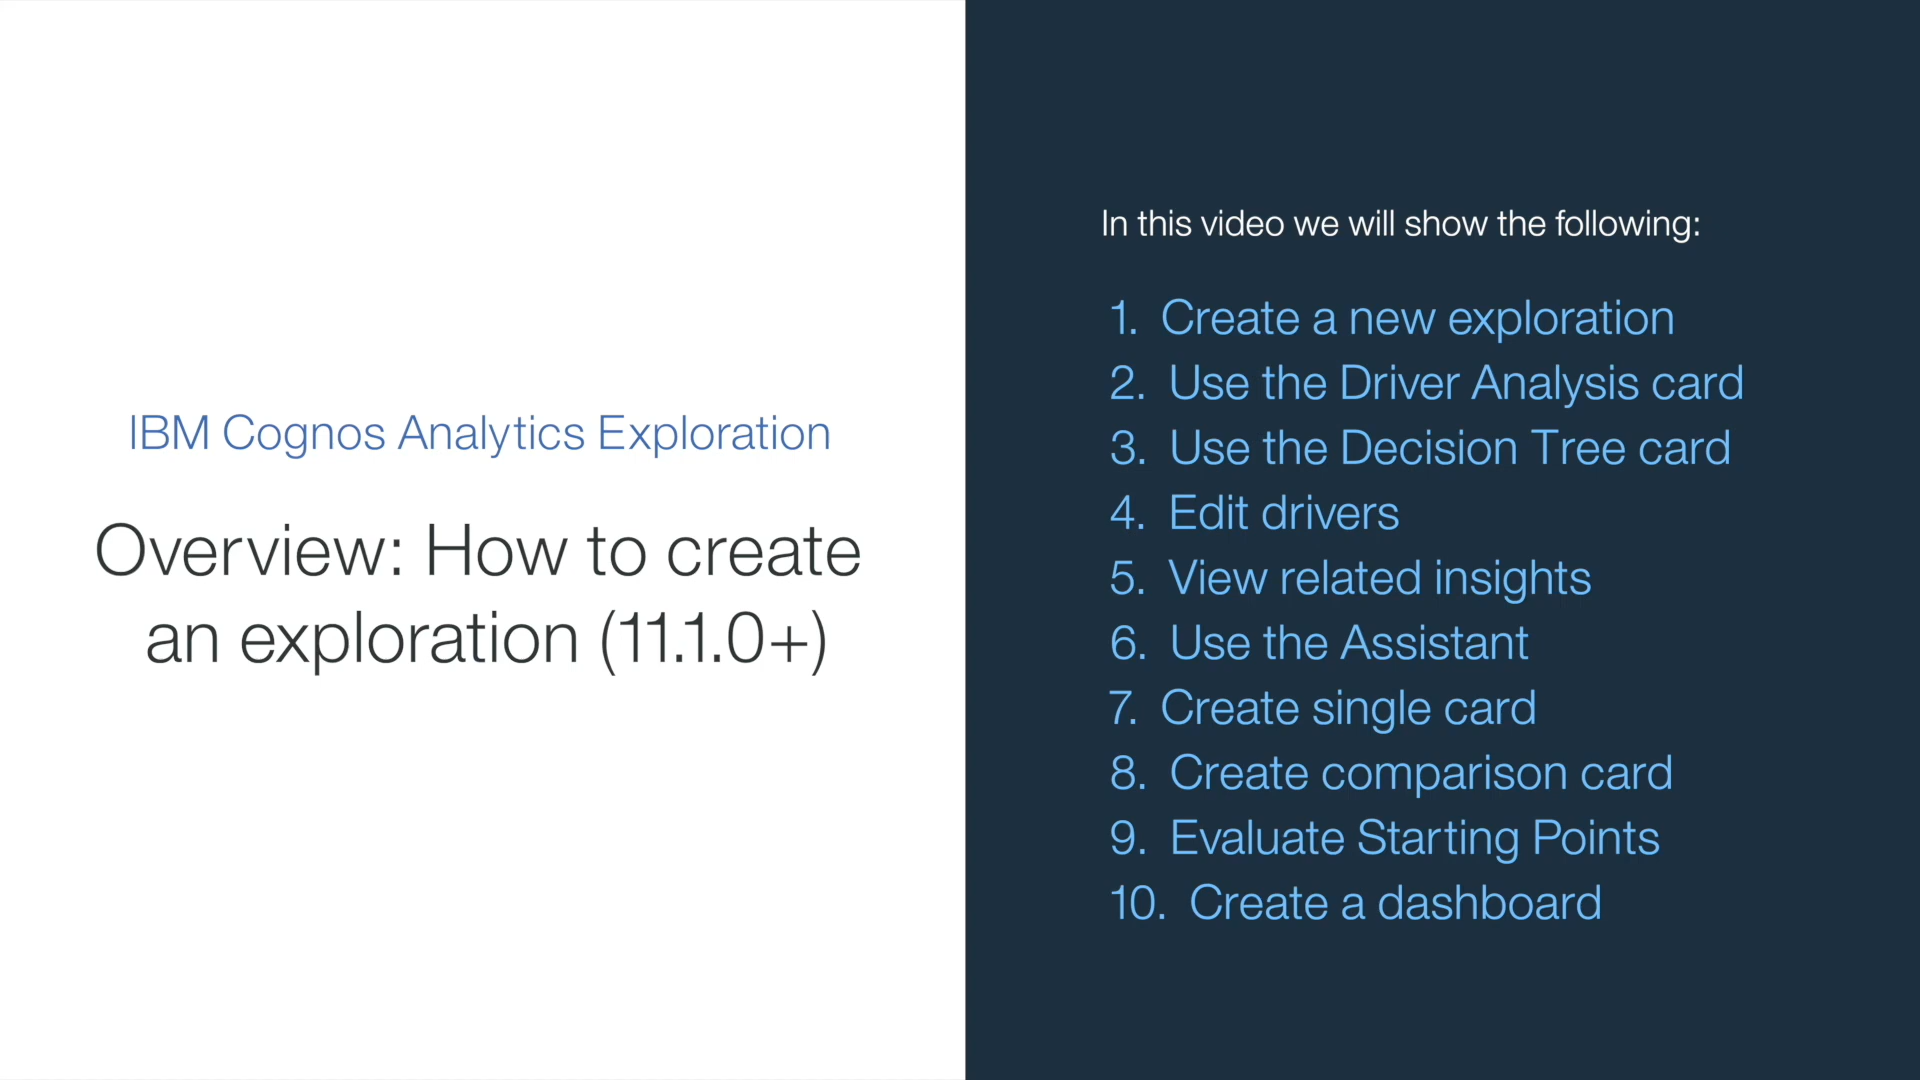 IBM Cognos Analytics Exploration
Overview: How to create
an exploration (11.1.0+)
In this video we will show the following:
1. Create a new exploration
2. Use the Driver Analysis card
3. Use the Decision Tree card
4. Edit drivers
5. View related insights
6. Use the Assistant
7. Create single card
8. Create comparison card
9. Evaluate Starting Points
10. Create a dashboard